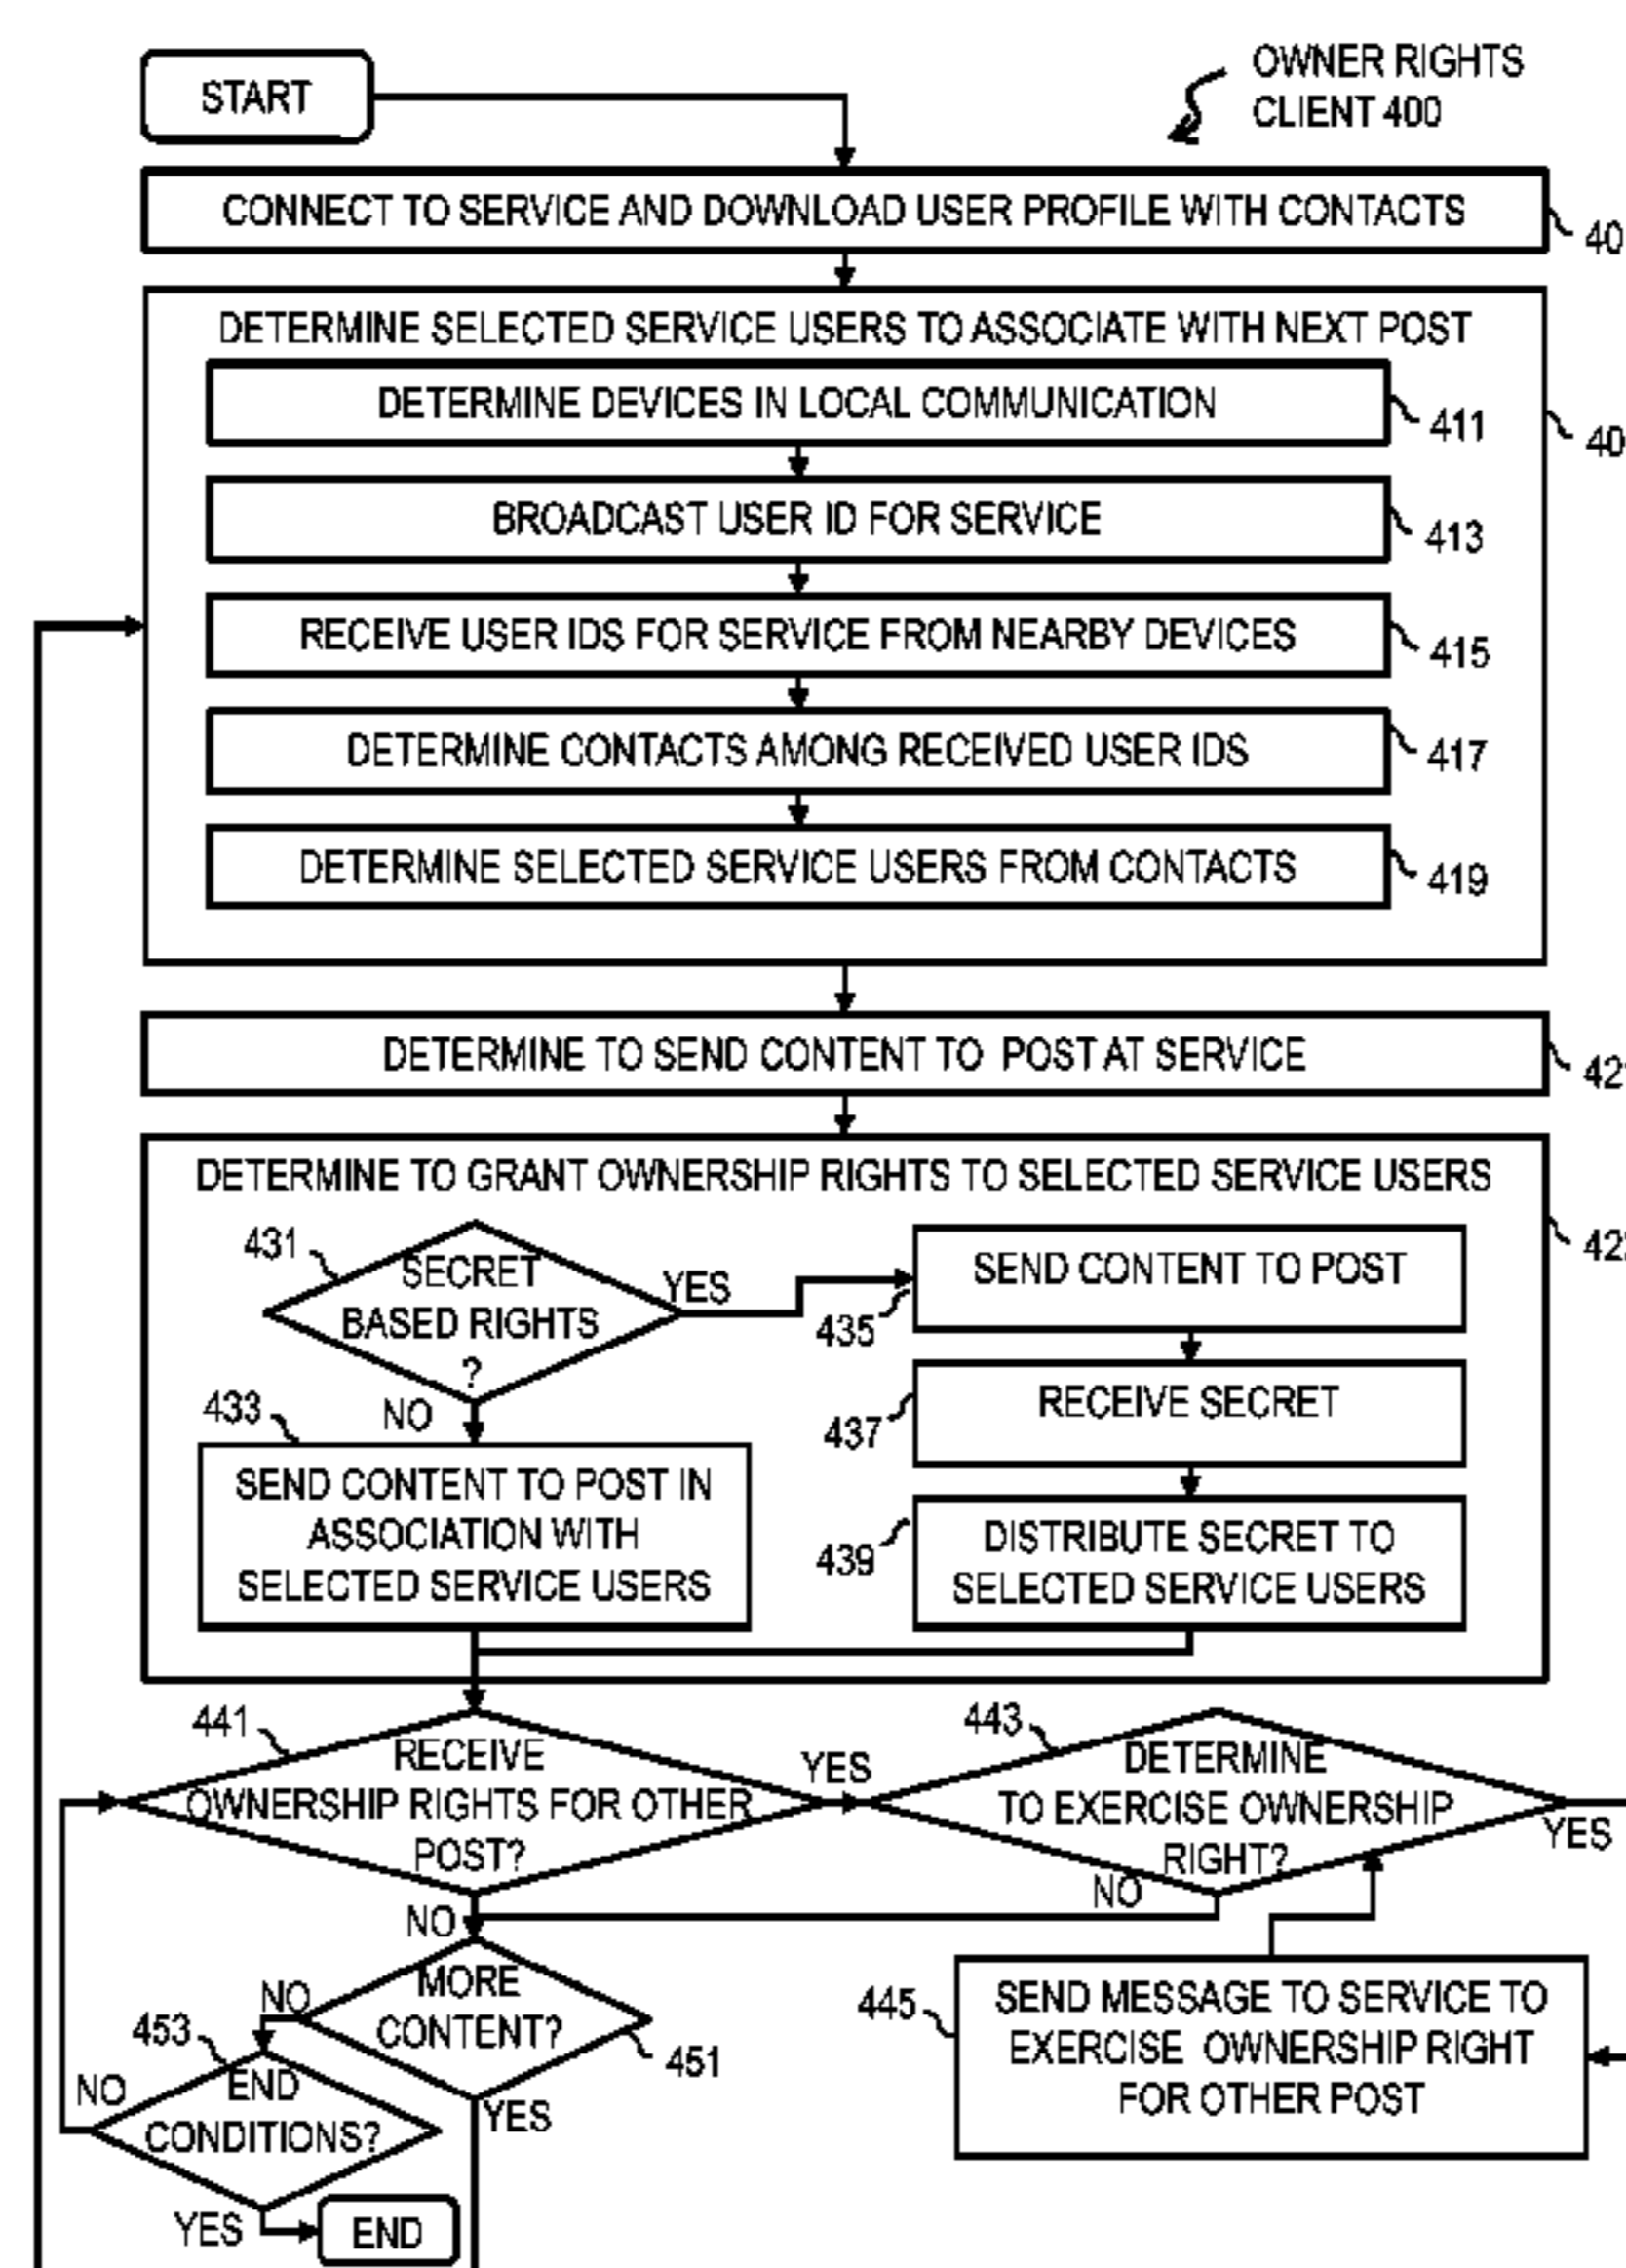 START
OWNER RIGHTS
CLIENT 400
CONNECT TO SERVICE AND DOWNLOAD USER PROFILE WITH CONTACTS
40
DETERMINE SELECTED SERVICE USERS TO ASSOCIATE WITH NEXT POST
DETERMINE DEVICES IN LOCAL COMMUNICATION
411
40
BROADCAST USER ID FOR SERVICE
413
RECEIVE USER IDS FOR SERVICE FROM NEARBY DEVICES
415
DETERMINE CONTACTS AMONG RECEIVED USER IDS
417
DETERMINE SELECTED SERVICE USERS FROM CONTACTS
419
DETERMINE TO SEND CONTENT TO POST AT SERVICE
42
DETERMINE TO GRANT OWNERSHIP RIGHTS TO SELECTED SERVICE USERS
42
431
SECRET
BASED RIGHTS
?
YES
NO
SEND CONTENT TO POST
435
RECEIVE SECRET
437
433
SEND CONTENT TO POST IN
ASSOCIATION WITH
SELECTED SERVICE USERS
DISTRIBUTE SECRET TO
SELECTED SERVICE USERS
439
441
RECEIVE
OWNERSHIP RIGHTS FOR OTHER
POST?
YES
NO
443
DETERMINE
TO EXERCISE OWNERSHIP
RIGHT?
YES
NO
445
SEND MESSAGE TO SERVICE TO
EXERCISE OWNERSHIP RIGHT
FOR OTHER POST
MORE
CONTENT?
451
NO
YES
453
END
CONDITIONS?
NO
YES
END